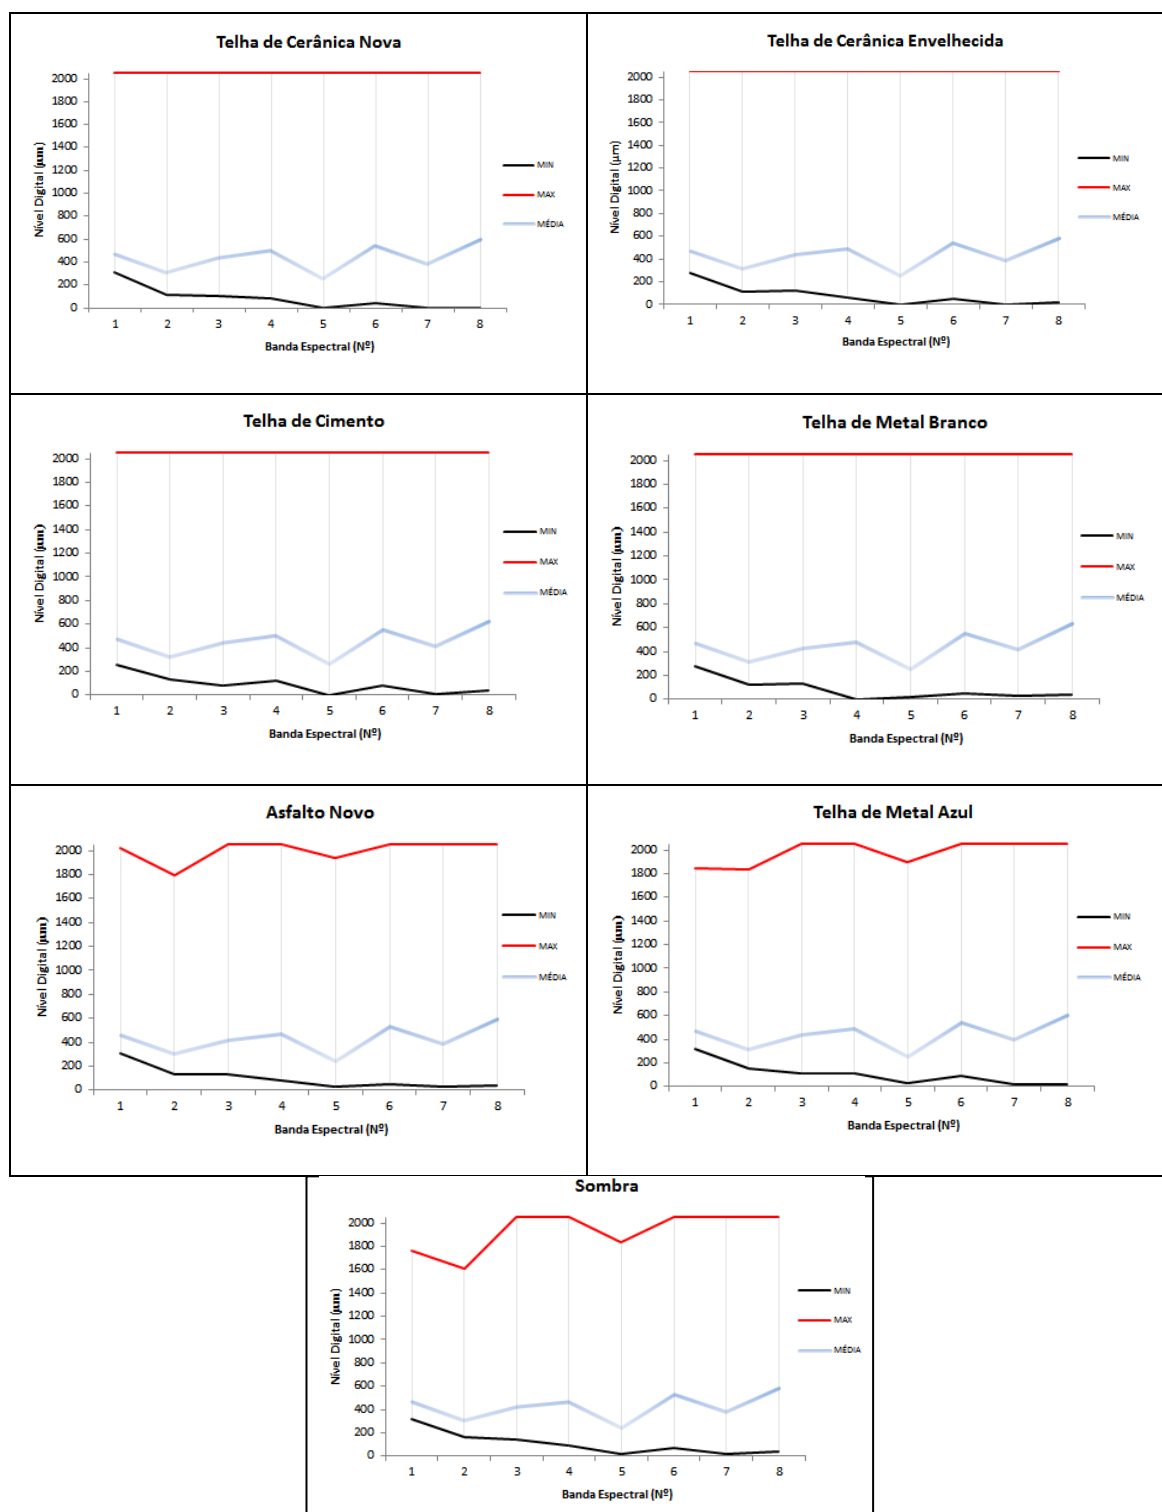 Telha de Cerânica Nova
2000
1800
1600
1400
1200
1000
800
600
400
200
0
Nível Digital (µm)
1 2 3 4 5 6 7 8
Banda Espectral (Nº)
MIN
MAX
MÉDIA
Telha de Cerânica Envelhecida
2000
1800
1600
1400
1200
1000
800
600
400
200
0
Nível Digital (µm)
1 2 3 4 5 6 7 8
Banda Espectral (Nº)
MIN
MAX
MÉDIA
Telha de Cimento
2000
1800
1600
1400
1200
1000
800
600
400
200
0
Nível Digital (µm)
1 2 3 4 5 6 7 8
Banda Espectral (Nº)
MIN
MAX
MÉDIA
Telha de Metal Branco
2000
1800
1600
1400
1200
1000
800
600
400
200
0
Nível Digital (µm)
1 2 3 4 5 6 7 8
Banda Espectral (Nº)
MIN
MAX
MÉDIA
Asfalto Novo
2000
1800
1600
1400
1200
1000
800
600
400
200
0
Nível Digital (µm)
1 2 3 4 5 6 7 8
Banda Espectral (Nº)
MIN
MAX
MÉDIA
Telha de Metal Azul
2000
1800
1600
1400
1200
1000
800
600
400
200
0
Nível Digital (µm)
1 2 3 4 5 6 7 8
Banda Espectral (Nº)
MIN
MAX
MÉDIA
Sombra
2000
1800
1600
1400
1200
1000
800
600
400
200
0
Nível Digital (µm)
1 2 3 4 5 6 7 8
Banda Espectral (Nº)
MIN
MAX
MÉDIA